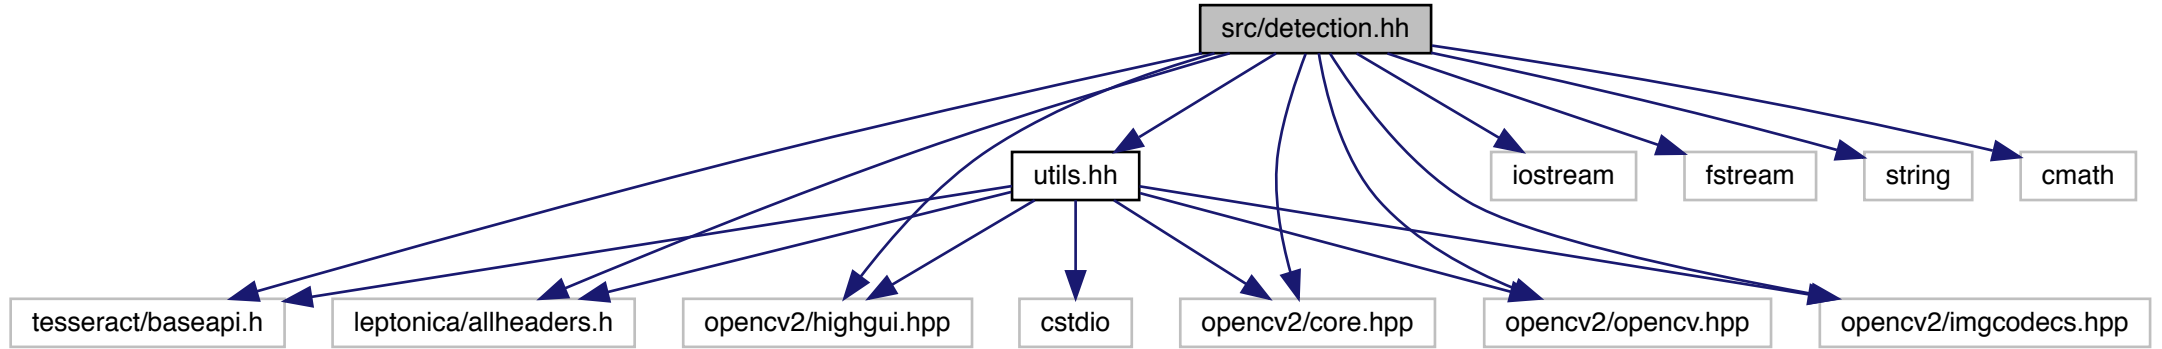 src/detection.hh
utils.hh
iostream
fstream
string
cmath
tesseract/baseapi.h
leptonica/allheaders.h
opencv2/highgui.hpp
cstdio
opencv2/core.hpp
opencv2/opencv.hpp
opencv2/imgcodecs.hpp